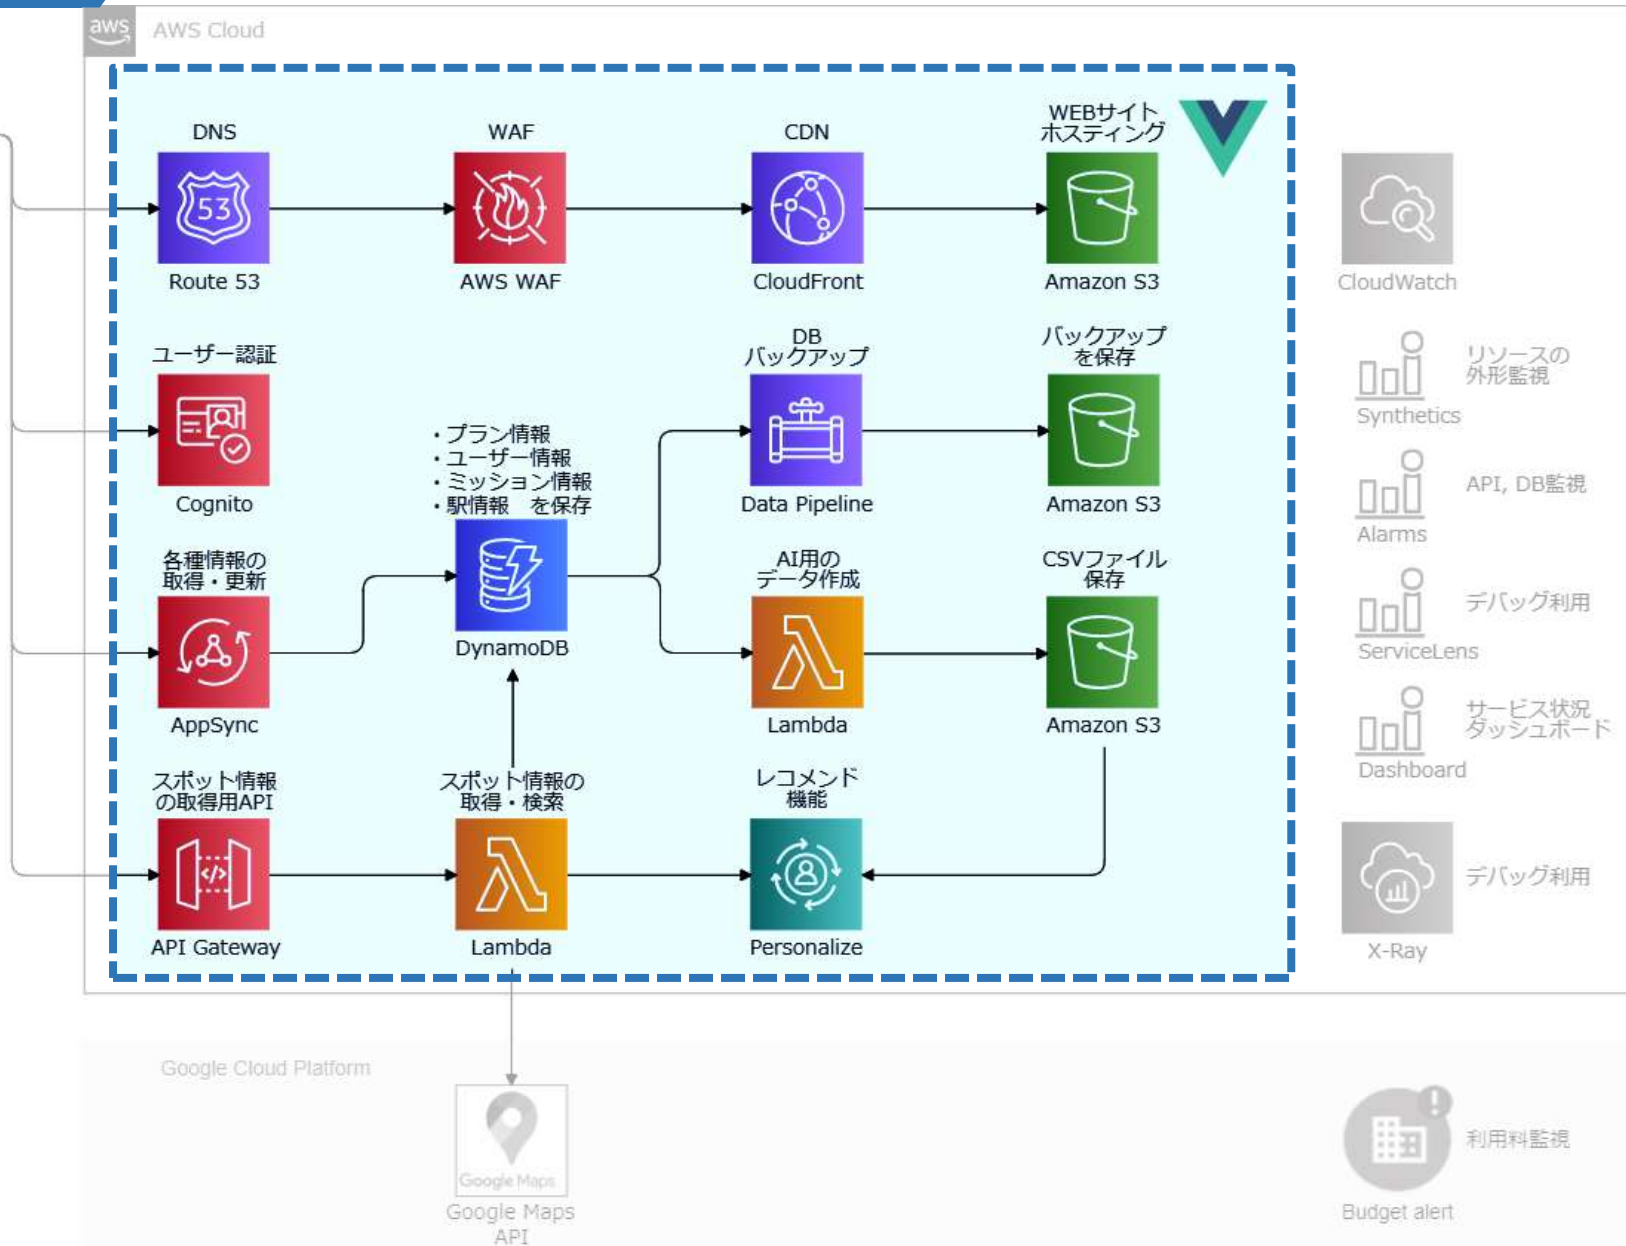 aws
AWS Cloud
DNS
WAF
CDN
WEBサイト
ホスティング
53
Route 53
AWS WAF
CloudFront
Amazon S3
CloudWatch
ユーザー認証
DB
バックアップ
バックアップ
を保存
リソースの
外形監視
Synthetics
・プラン情報
・ユーザー情報
・ミッション情報
・駅情報 を保存
Cognito
Data Pipeline
Amazon S3
API, DB監視
Alarms
各種情報の
取得・更新
AI用の
データ作成
CSVファイル
保存
デバッグ利用
ServiceLens
DynamoDB
AppSync
Lambda
Amazon S3
サービス状況
ダッシュボード
Dashboard
スポット情報
の取得用API
スポット情報の
取得・検索
レコメンド
機能
</>
デバッグ利用
API Gateway
Lambda
Personalize
X-Ray
Google Cloud Platform
Google Maps
Google Maps
API
利用料監視
Budget alert